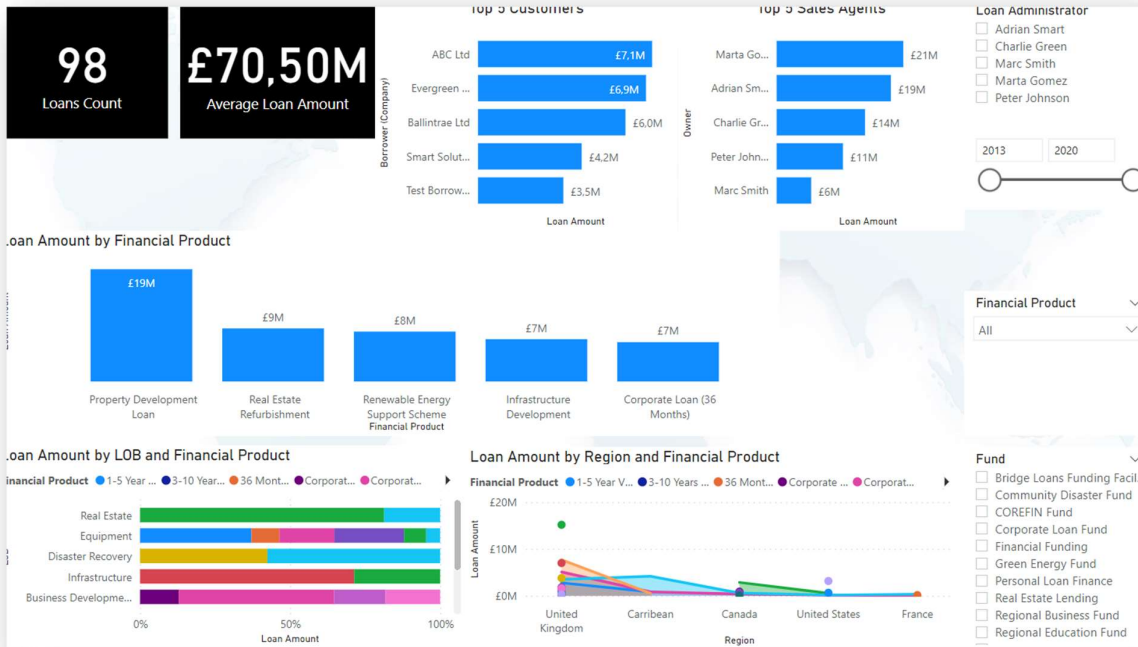 98
Loans Count
£70,50M
Average Loan Amount
Top 5 Customers
Borrower (Company)
ABC Ltd
£7,1M
Evergreen ...
£6,9M
Ballintrae Ltd
£6,0M
Smart Solut...
£4,2M
Test Borrow...
£3,5M
Loan Amount
Top 5 Sales Agents
Owner
Marta Go...
£21M
Adrian Sm...
£19M
Charlie Gr...
£14M
Peter John...
£11M
Marc Smith
£6M
Loan Amount
Loan Administrator
Adrian Smart
Charlie Green
Marc Smith
Marta Gomez
Peter Johnson
2013
2020
Loan Amount by Financial Product
£19M
£9M
£8M
£7M
£7M
Property Development
Loan
Real Estate
Refurbishment
Renewable Energy
Support Scheme
Infrastructure
Development
Corporate Loan (36
Months)
Financial Product
Financial Product
All
Loan Amount by LOB and Financial Product
Financial Product 1-5 Year ... 3-10 Year... 36 Mont... Corporat... Corporat...
Real Estate
Equipment
Disaster Recovery
Infrastructure
Business Developme...
0% 50% 100%
Loan Amount
Loan Amount by Region and Financial Product
Financial Product 1-5 Year V... 3-10 Years ... 36 Mont... Corporate ... Corporat...
Loan Amount
£20M
£10M
£0M
United
Kingdom
Carribean
Canada
United States
France
Region
Fund
Bridge Loans Funding Facil
Community Disaster Fund
COREFIN Fund
Corporate Loan Fund
Financial Funding
Green Energy Fund
Personal Loan Finance
Real Estate Lending
Regional Business Fund
Regional Education Fund